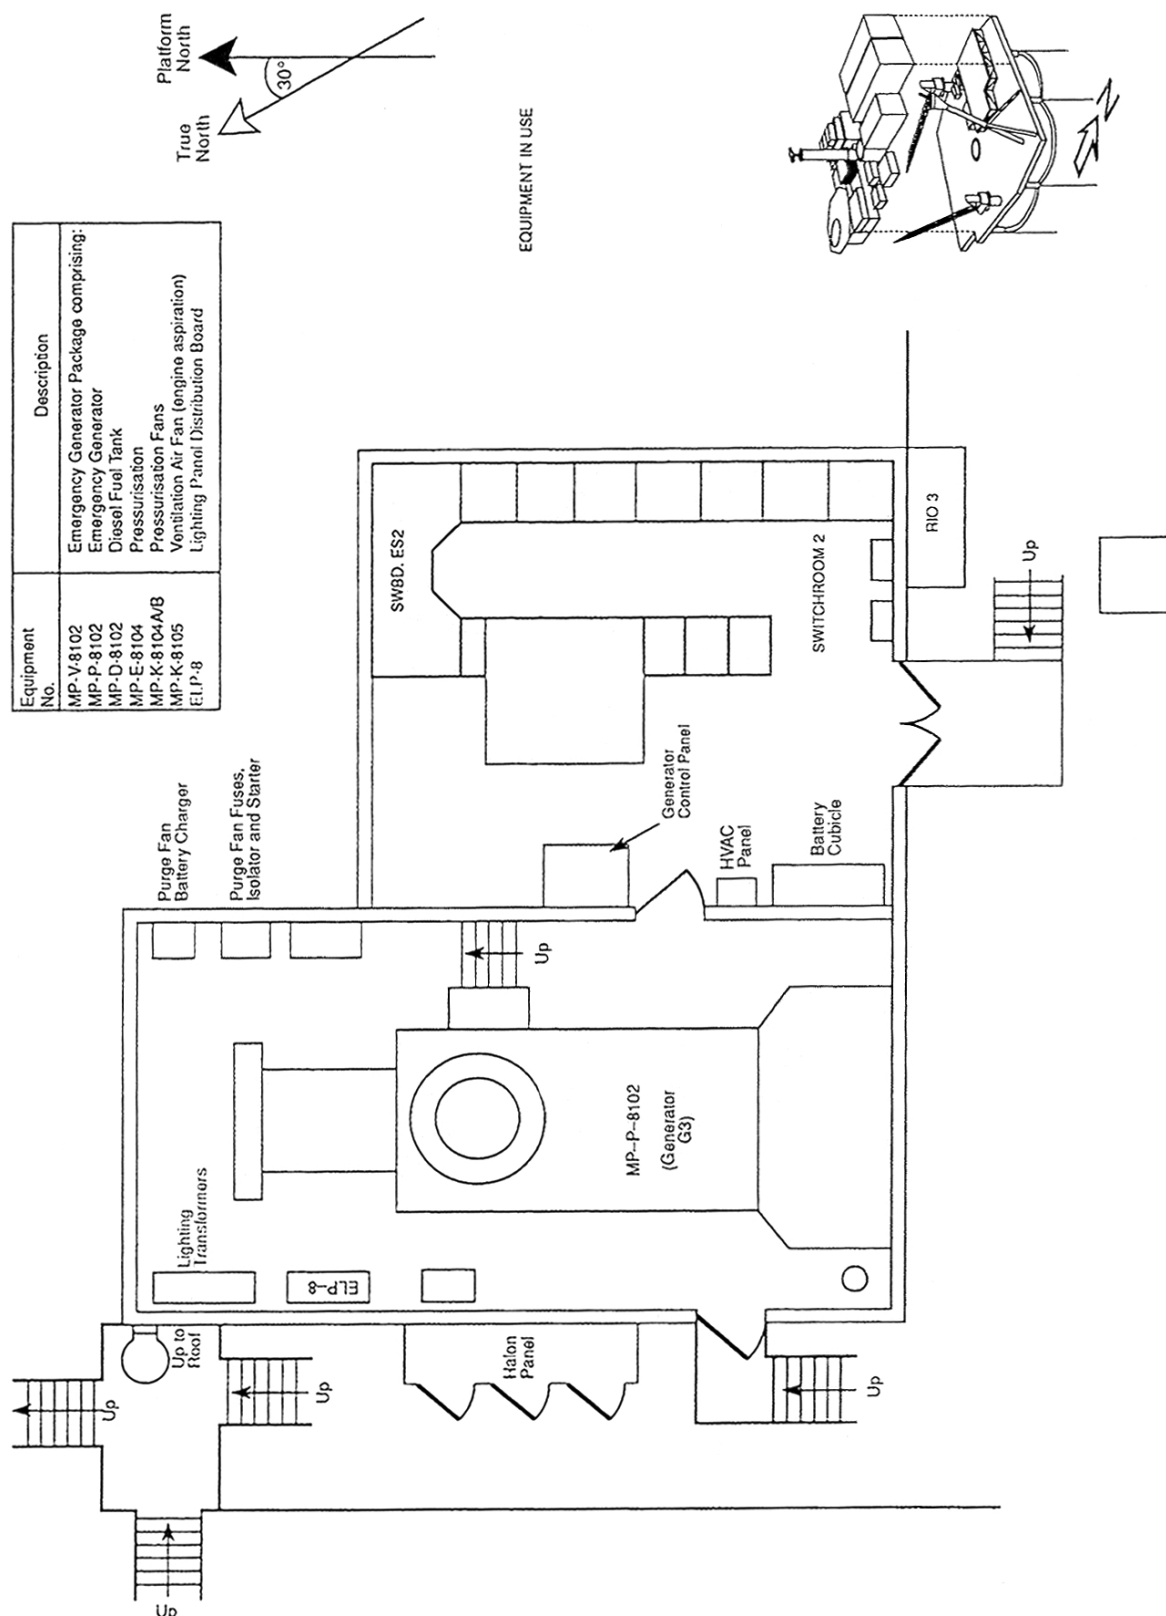 Platform
North
True
North
30°
EQUIPMENT IN USE
N
Equipment
No.
Description
MP-V-8102 Emergency Generator Package comprising:
MP-P-8102 Emergency Generator
MP-D-8102 Diesel Fuel Tank
MP-E-8104 Pressurisation
MP-K-8104A/B Pressurisation Fans
MP-K-8105 Ventilation Air Fan (engine aspiration)
ELP-8 Lighting Panel Distribution Board
Purge Fan
Battery Charger
Purge Fan Fuses,
Isolator and Starter
SWBD. ES2
SWITCHROOM 2
RIO 3
Up
Generator
Control Panel
HVAC
Panel
Battery
Cubicle
Up
MP-P-8102
(Generator
G3)
Lighting
Transformers
ELP-8
Up to
Roof
Up
Up
Halon
Panel
Up
Up